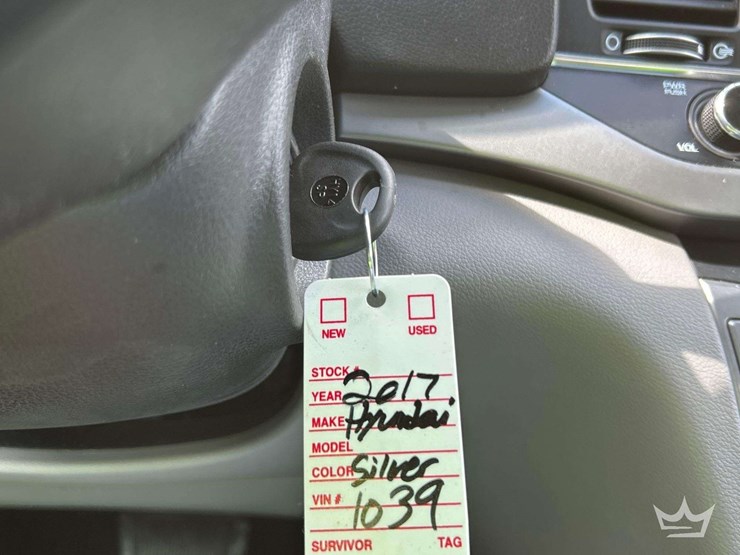 PWR
PUSH
VOL
NEW USED
STOCK #
YEAR 2017
MAKE Hyundai
MODEL
COLOR Silver
VIN # 1039
SURVIVOR TAG